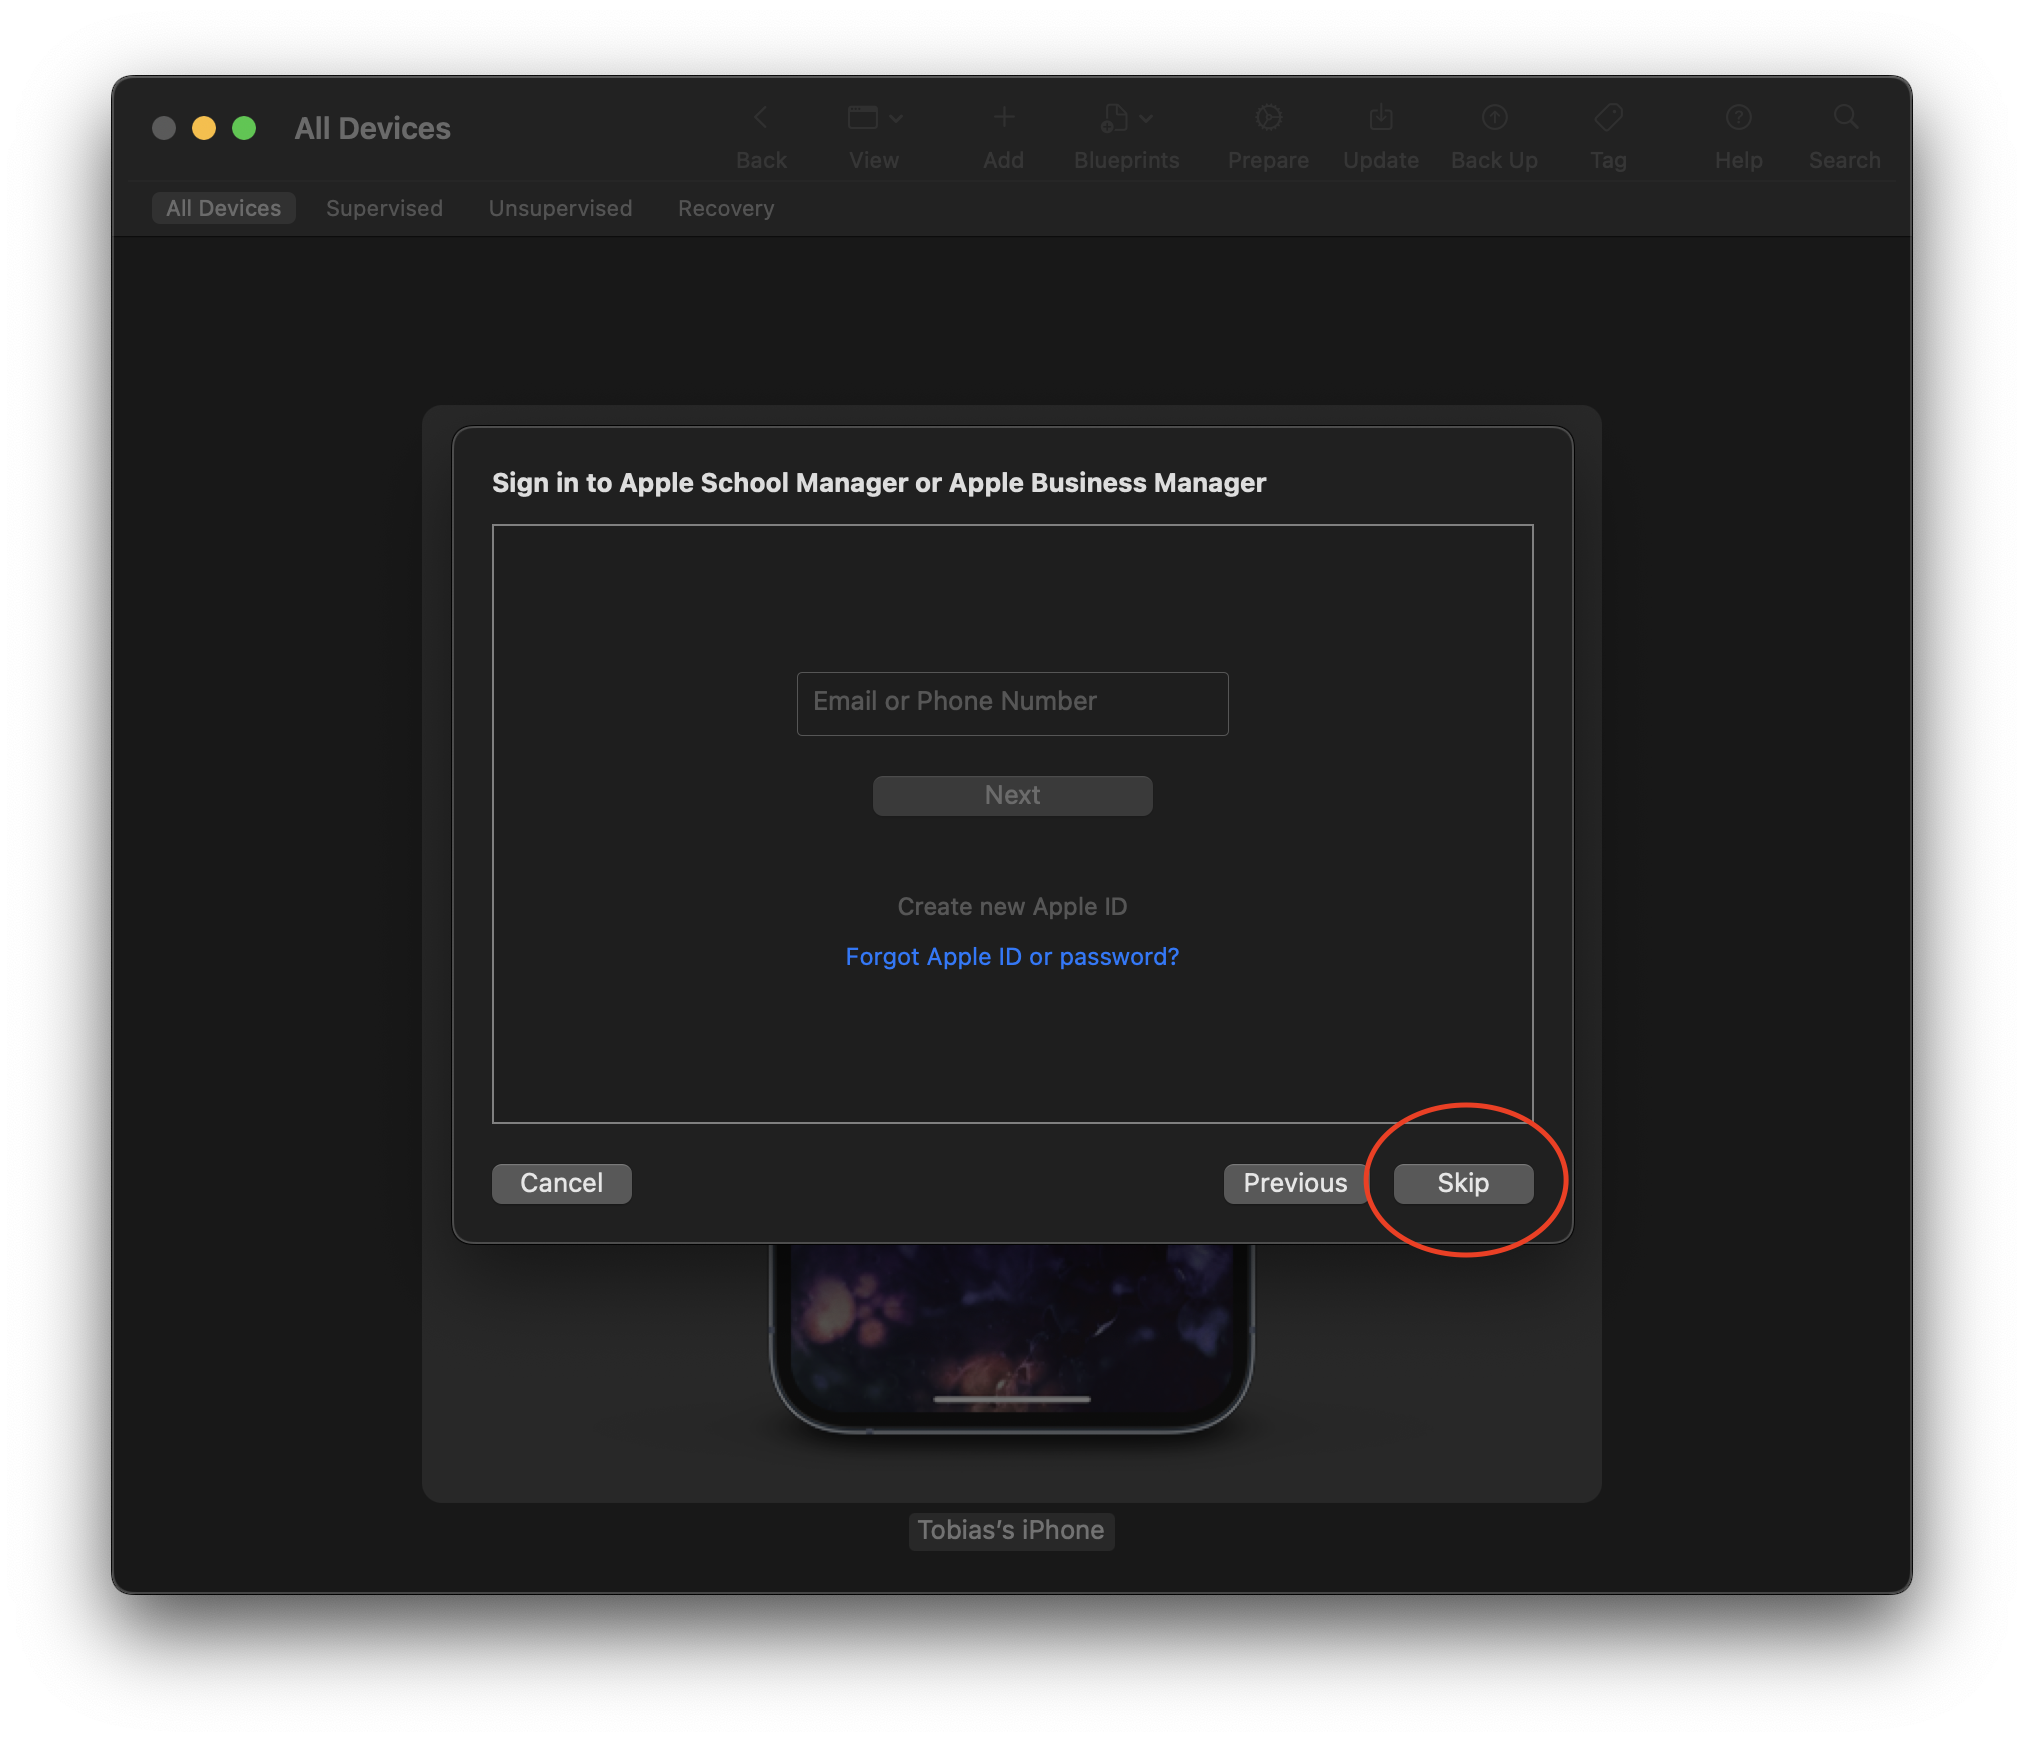 All Devices
Back
View
Add
Blueprints
Prepare
Update
Back Up
Tag
Help
Search
All Devices
Supervised
Unsupervised
Recovery
Sign in to Apple School Manager or Apple Business Manager
Email or Phone Number
Next
Create new Apple ID
Forgot Apple ID or password?
Cancel
Previous
Skip
Tobias’s iPhone